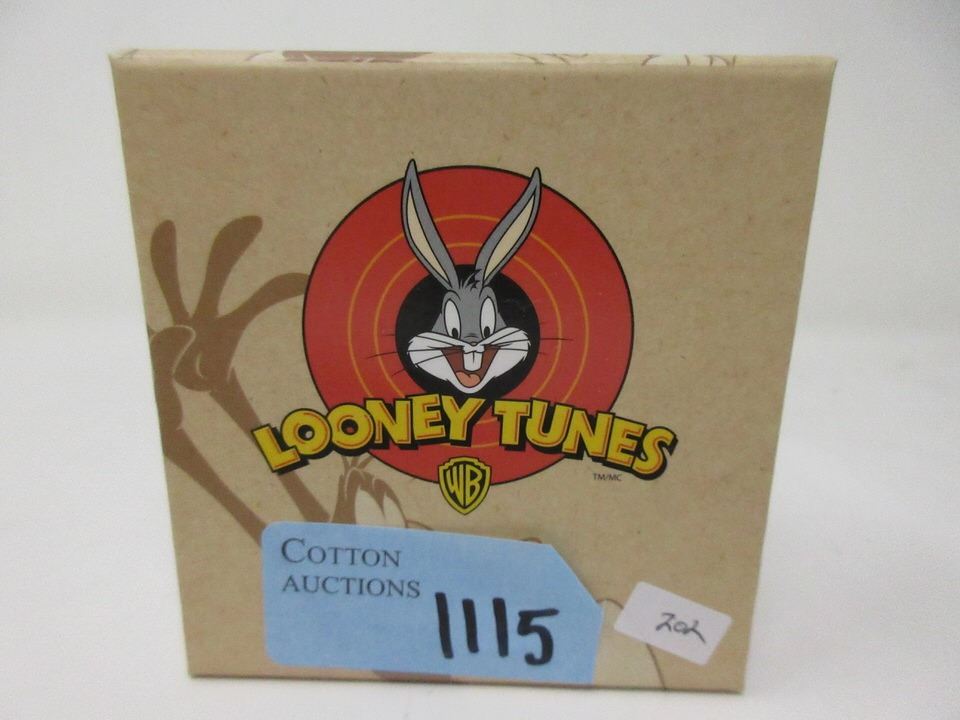 LOONEY TUNES
WB
TM/MC
COTTON
AUCTIONS
1115
202